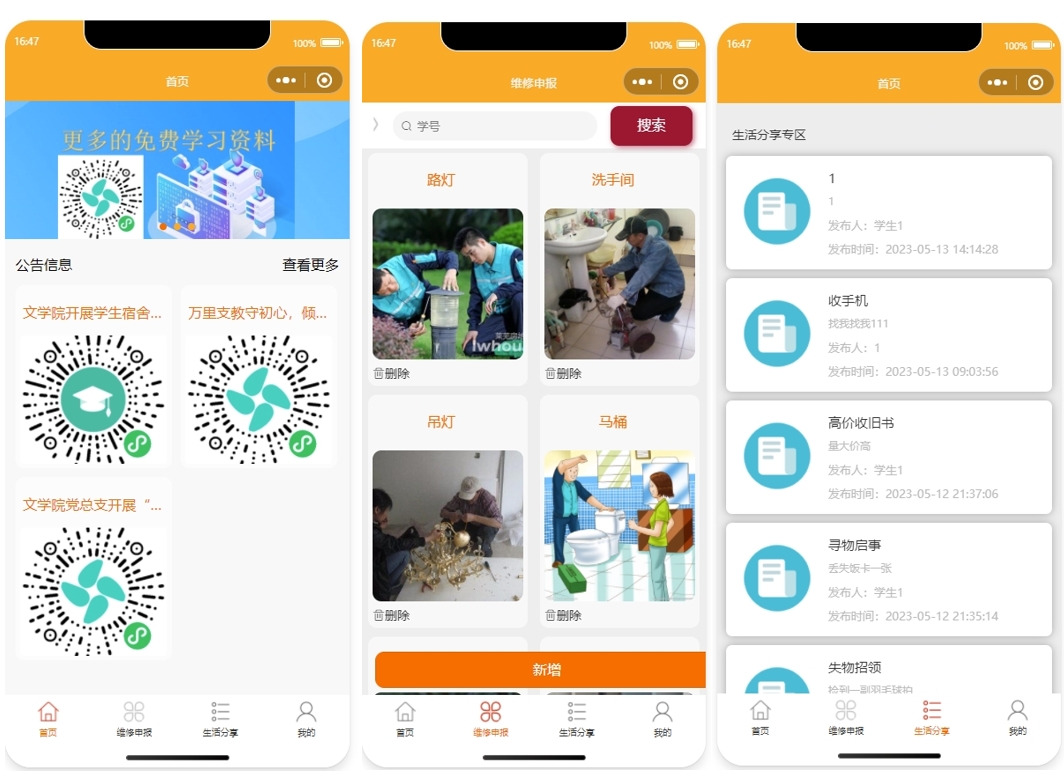 16:47
100%
首页
更多的免费学习资料
公告信息
查看更多
文学院开展学生宿舍...
万里支教守初心，倾...
文学院党总支开展“...
首页
维修申报
生活分享
我的
16:47
100%
维修申报
学号
搜索
路灯
洗手间
lwhou
删除
删除
吊灯
马桶
删除
删除
新增
首页
维修申报
生活分享
我的
16:47
100%
首页
生活分享专区
1
1
发布人：学生1
发布时间：2023-05-13 14:14:28
收手机
找我找我111
发布人：1
发布时间：2023-05-13 09:03:56
高价收旧书
量大价高
发布人：学生1
发布时间：2023-05-12 21:37:06
寻物启事
丢失饭卡一张
发布人：学生1
发布时间：2023-05-12 21:35:14
失物招领
捡到一副羽毛球拍
首页
维修申报
生活分享
我的